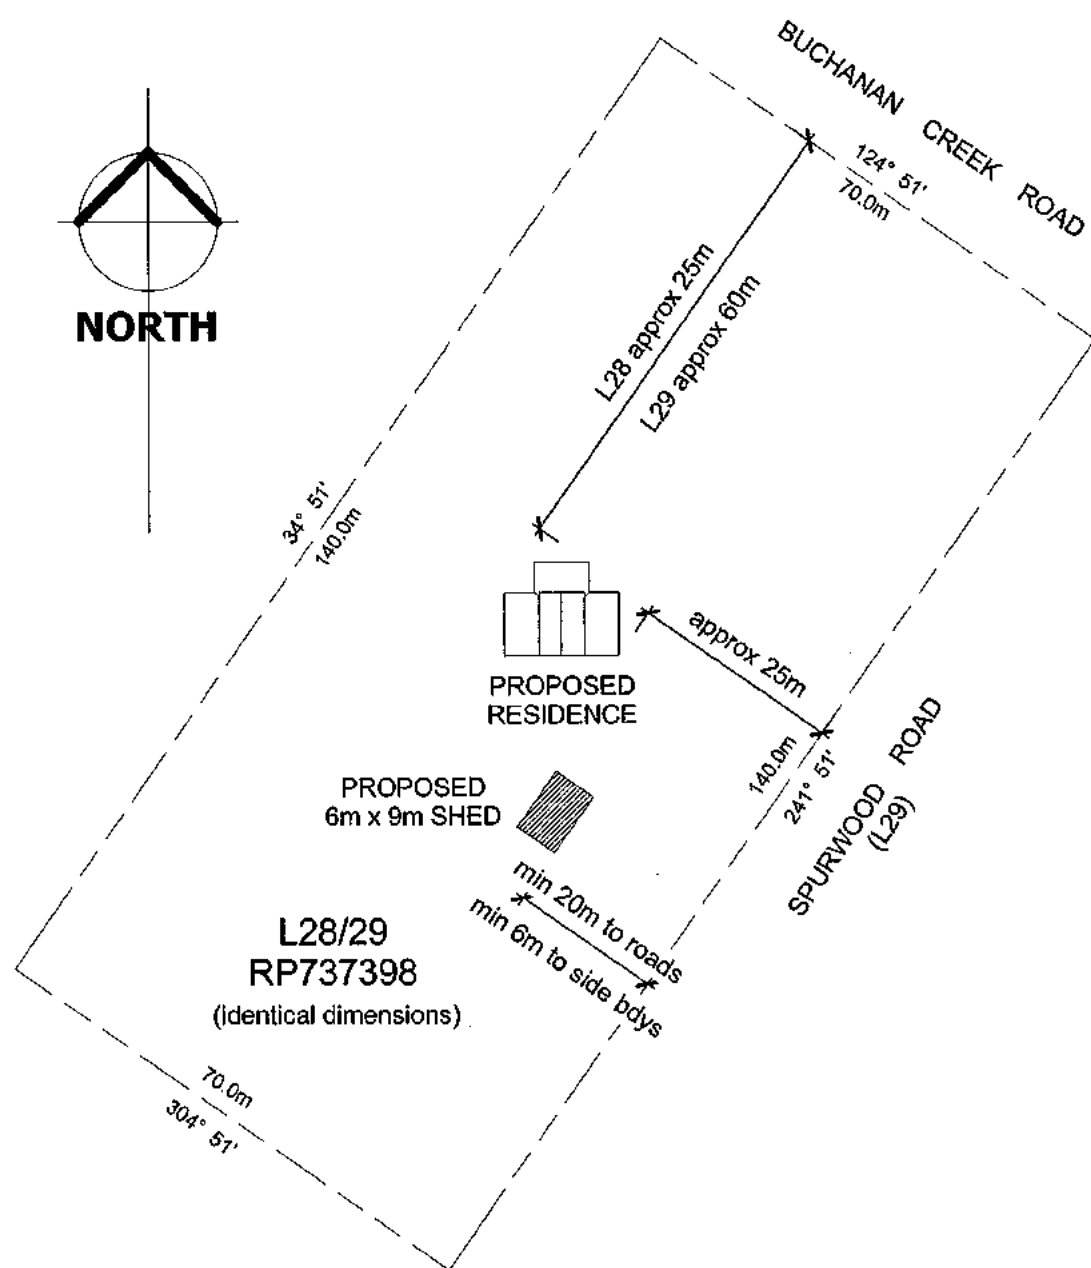 BUCHANAN CREEK ROAD
124° 51'
70.0m
NORTH
L28 approx 25m
L29 approx 60m
34° 51'
140.0m
approx 25m
PROPOSED
RESIDENCE
140.0m
241° 51'
SPURWOOD ROAD
(L29)
PROPOSED
6m x 9m SHED
min 20m to roads
min 6m to side bdys
L28/29
RP737398
(identical dimensions)
70.0m
304° 51'